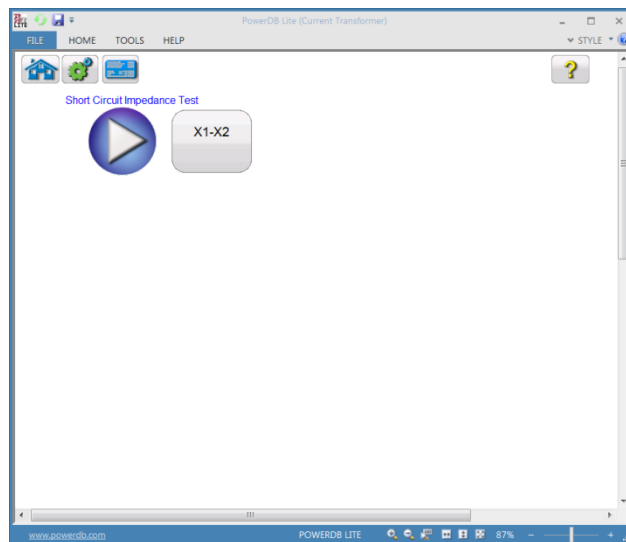 PowerDB Lite (Current Transformer)
FILE HOME TOOLS HELP STYLE
?
Short Circuit Impedance Test
X1-X2
www.powerdb.com POWERDB LITE 87%